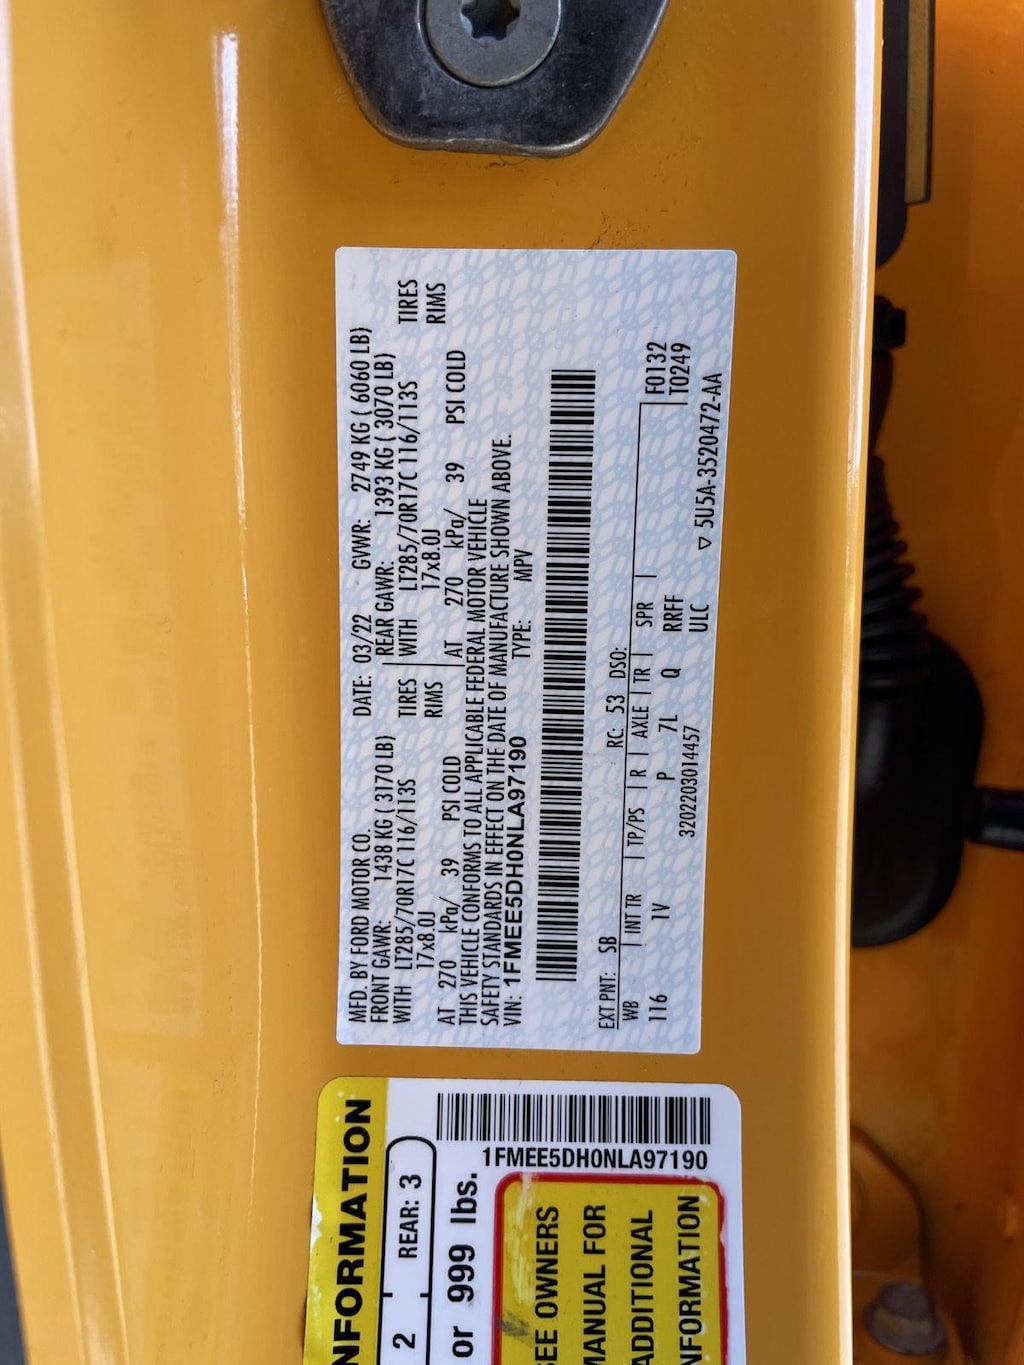 MFD. BY FORD MOTOR CO. DATE: 03/22 GVWR: 2749 KG ( 6060 LB)
FRONT GAWR: 1438 KG ( 3170 LB) REAR GAWR: 1393 KG ( 3070 LB)
WITH LT285/70R17C 116/113S TIRES WITH LT285/70R17C 116/113S TIRES
17x8.0J RIMS 17x8.0J RIMS
AT 270 kPa/ 39 PSI COLD AT 270 kPa/ 39 PSI COLD
THIS VEHICLE CONFORMS TO ALL APPLICABLE FEDERAL MOTOR VEHICLE
SAFETY STANDARDS IN EFFECT ON THE DATE OF MANUFACTURE SHOWN ABOVE.
VIN: 1FMEE5DH0NLA97190 TYPE: MPV
EXT PNT: SB RC: 53 DSO:
WB INT TR TP/PS R AXLE TR SPR F0132
116 1V P 7L Q RRFF T0249
3202203014457 ULC
▽ 5U5A-3520472-AA
1FMEE5DH0NLA97190
NFORMATION
2 REAR: 3
or 999 lbs.
SEE OWNERS
MANUAL FOR
ADDITIONAL
INFORMATION